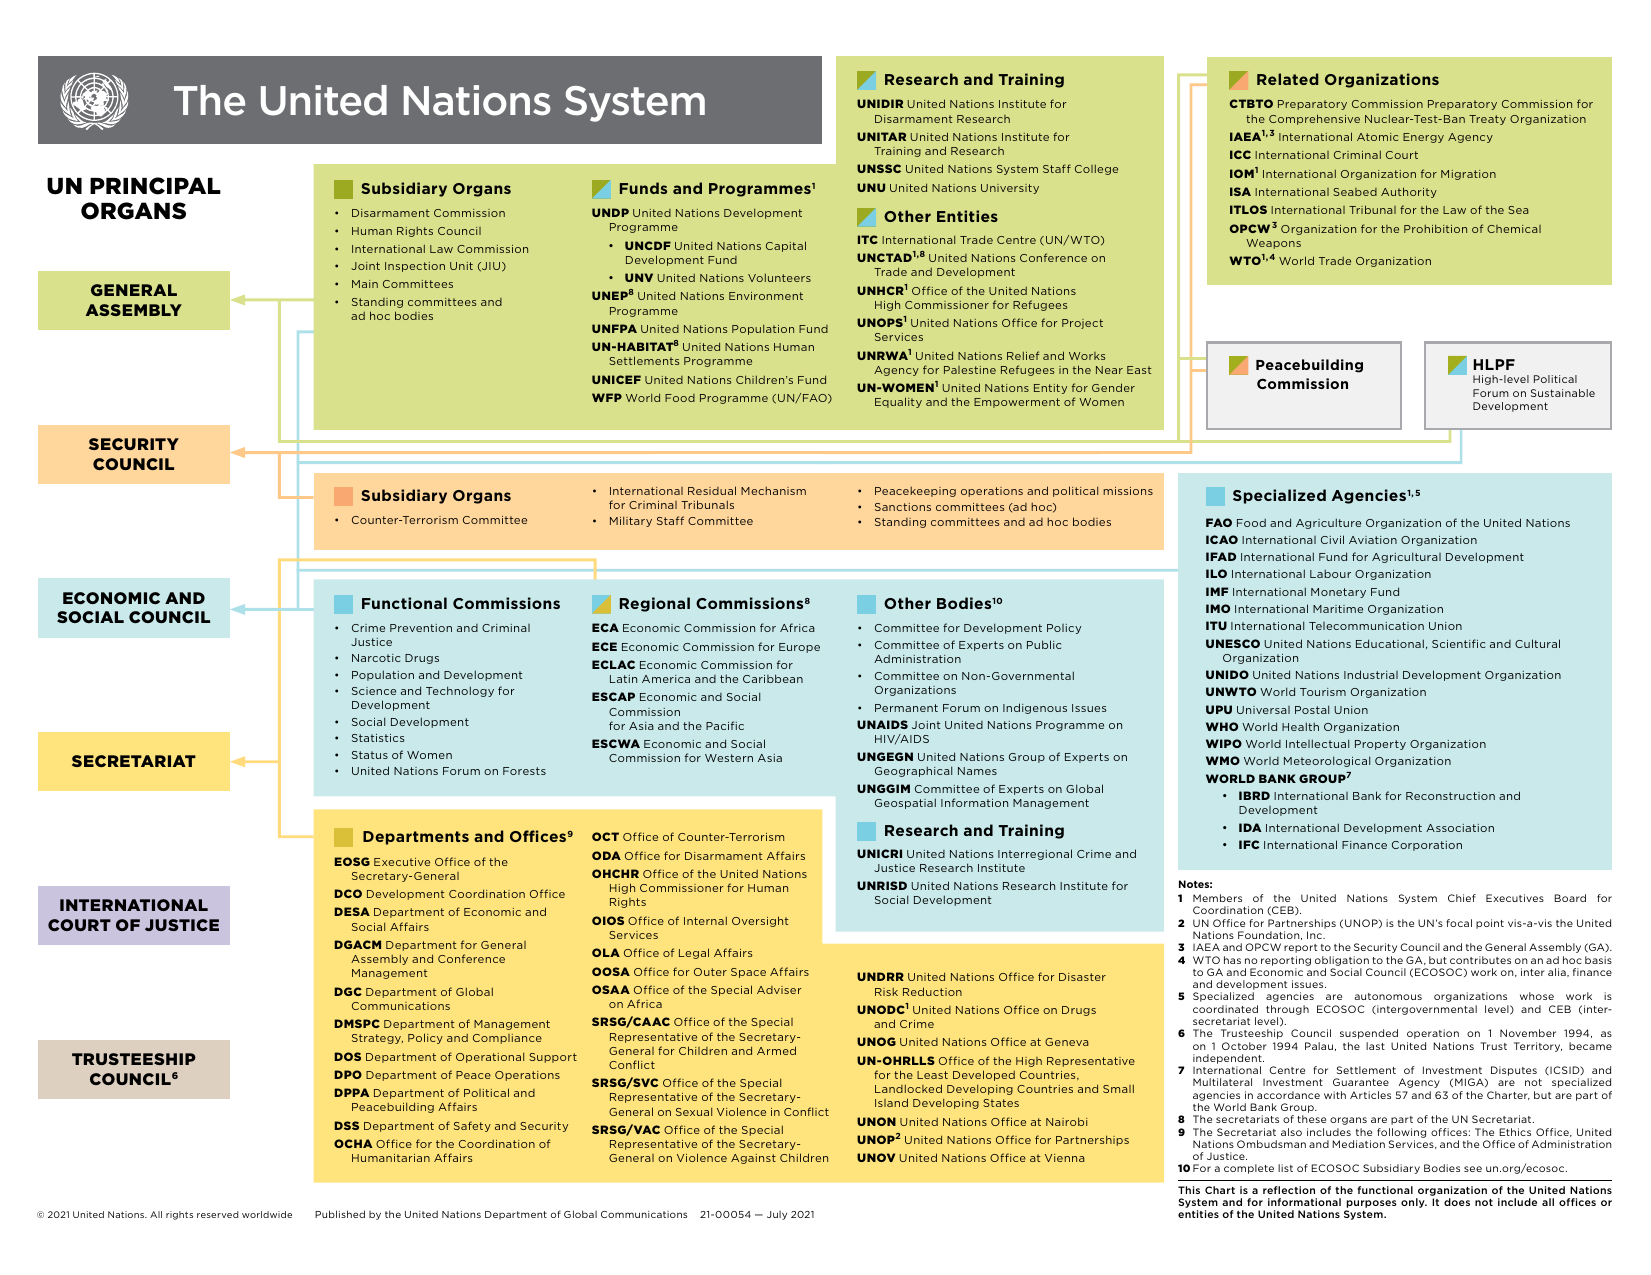 The United Nations System
UN PRINCIPAL
ORGANS
GENERAL
ASSEMBLY
SECURITY
COUNCIL
ECONOMIC AND
SOCIAL COUNCIL
SECRETARIAT
INTERNATIONAL
COURT OF JUSTICE
TRUSTEESHIP
COUNCIL⁶
Subsidiary Organs
• Disarmament Commission
• Human Rights Council
• International Law Commission
• Joint Inspection Unit (JIU)
• Main Committees
• Standing committees and
ad hoc bodies
Funds and Programmes¹
UNDP United Nations Development
Programme
• UNCDF United Nations Capital
Development Fund
• UNV United Nations Volunteers
UNEP⁸ United Nations Environment
Programme
UNFPA United Nations Population Fund
UN-HABITAT⁸ United Nations Human
Settlements Programme
UNICEF United Nations Children’s Fund
WFP World Food Programme (UN/FAO)
Research and Training
UNIDIR United Nations Institute for
Disarmament Research
UNITAR United Nations Institute for
Training and Research
UNSSC United Nations System Staff College
UNU United Nations University
Other Entities
ITC International Trade Centre (UN/WTO)
UNCTAD¹,⁸ United Nations Conference on
Trade and Development
UNHCR¹ Office of the United Nations
High Commissioner for Refugees
UNOPS¹ United Nations Office for Project
Services
UNRWA¹ United Nations Relief and Works
Agency for Palestine Refugees in the Near East
UN-WOMEN¹ United Nations Entity for Gender
Equality and the Empowerment of Women
Related Organizations
CTBTO Preparatory Commission Preparatory Commission for
the Comprehensive Nuclear-Test-Ban Treaty Organization
IAEA¹,³ International Atomic Energy Agency
ICC International Criminal Court
IOM¹ International Organization for Migration
ISA International Seabed Authority
ITLOS International Tribunal for the Law of the Sea
OPCW³ Organization for the Prohibition of Chemical
Weapons
WTO¹,⁴ World Trade Organization
Peacebuilding
Commission
HLPF
High-level Political
Forum on Sustainable
Development
Subsidiary Organs
• Counter-Terrorism Committee
• International Residual Mechanism
for Criminal Tribunals
• Military Staff Committee
• Peacekeeping operations and political missions
• Sanctions committees (ad hoc)
• Standing committees and ad hoc bodies
Functional Commissions
• Crime Prevention and Criminal
Justice
• Narcotic Drugs
• Population and Development
• Science and Technology for
Development
• Social Development
• Statistics
• Status of Women
• United Nations Forum on Forests
Regional Commissions⁸
ECA Economic Commission for Africa
ECE Economic Commission for Europe
ECLAC Economic Commission for
Latin America and the Caribbean
ESCAP Economic and Social
Commission
for Asia and the Pacific
ESCWA Economic and Social
Commission for Western Asia
Other Bodies¹⁰
• Committee for Development Policy
• Committee of Experts on Public
Administration
• Committee on Non-Governmental
Organizations
• Permanent Forum on Indigenous Issues
UNAIDS Joint United Nations Programme on
HIV/AIDS
UNGEGN United Nations Group of Experts on
Geographical Names
UNGGIM Committee of Experts on Global
Geospatial Information Management
Research and Training
UNICRI United Nations Interregional Crime and
Justice Research Institute
UNRISD United Nations Research Institute for
Social Development
Specialized Agencies¹,⁵
FAO Food and Agriculture Organization of the United Nations
ICAO International Civil Aviation Organization
IFAD International Fund for Agricultural Development
ILO International Labour Organization
IMF International Monetary Fund
IMO International Maritime Organization
ITU International Telecommunication Union
UNESCO United Nations Educational, Scientific and Cultural
Organization
UNIDO United Nations Industrial Development Organization
UNWTO World Tourism Organization
UPU Universal Postal Union
WHO World Health Organization
WIPO World Intellectual Property Organization
WMO World Meteorological Organization
WORLD BANK GROUP⁷
• IBRD International Bank for Reconstruction and
Development
• IDA International Development Association
• IFC International Finance Corporation
Departments and Offices⁹
EOSG Executive Office of the
Secretary-General
DCO Development Coordination Office
DESA Department of Economic and
Social Affairs
DGACM Department for General
Assembly and Conference
Management
DGC Department of Global
Communications
DMSPC Department of Management
Strategy, Policy and Compliance
DOS Department of Operational Support
DPO Department of Peace Operations
DPPA Department of Political and
Peacebuilding Affairs
DSS Department of Safety and Security
OCHA Office for the Coordination of
Humanitarian Affairs
OCT Office of Counter-Terrorism
ODA Office for Disarmament Affairs
OHCHR Office of the United Nations
High Commissioner for Human
Rights
OIOS Office of Internal Oversight
Services
OLA Office of Legal Affairs
OOSA Office for Outer Space Affairs
OSAA Office of the Special Adviser
on Africa
SRSG/CAAC Office of the Special
Representative of the Secretary-
General for Children and Armed
Conflict
SRSG/SVC Office of the Special
Representative of the Secretary-
General on Sexual Violence in Conflict
SRSG/VAC Office of the Special
Representative of the Secretary-
General on Violence Against Children
UNDRR United Nations Office for Disaster
Risk Reduction
UNODC¹ United Nations Office on Drugs
and Crime
UNOG United Nations Office at Geneva
UN-OHRLLS Office of the High Representative
for the Least Developed Countries,
Landlocked Developing Countries and Small
Island Developing States
UNON United Nations Office at Nairobi
UNOP² United Nations Office for Partnerships
UNOV United Nations Office at Vienna
Notes:
1 Members of the United Nations System Chief Executives Board for
Coordination (CEB).
2 UN Office for Partnerships (UNOP) is the UN’s focal point vis-a-vis the United
Nations Foundation, Inc.
3 IAEA and OPCW report to the Security Council and the General Assembly (GA).
4 WTO has no reporting obligation to the GA, but contributes on an ad hoc basis
to GA and Economic and Social Council (ECOSOC) work on, inter alia, finance
and development issues.
5 Specialized agencies are autonomous organizations whose work is
coordinated through ECOSOC (intergovernmental level) and CEB (inter-
secretariat level).
6 The Trusteeship Council suspended operation on 1 November 1994, as
on 1 October 1994 Palau, the last United Nations Trust Territory, became
independent.
7 International Centre for Settlement of Investment Disputes (ICSID) and
Multilateral Investment Guarantee Agency (MIGA) are not specialized
agencies in accordance with Articles 57 and 63 of the Charter, but are part of
the World Bank Group.
8 The secretariats of these organs are part of the UN Secretariat.
9 The Secretariat also includes the following offices: The Ethics Office, United
Nations Ombudsman and Mediation Services, and the Office of Administration
of Justice.
10 For a complete list of ECOSOC Subsidiary Bodies see un.org/ecosoc.
This Chart is a reflection of the functional organization of the United Nations
System and for informational purposes only. It does not include all offices or
entities of the United Nations System.
© 2021 United Nations. All rights reserved worldwide
Published by the United Nations Department of Global Communications 21-00054 — July 2021